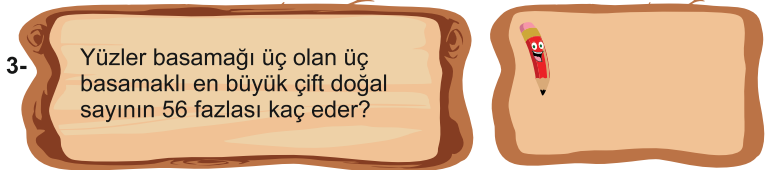 3-
Yüzler basamağı üç olan üç
basamaklı en büyük çift doğal
sayının 56 fazlası kaç eder?